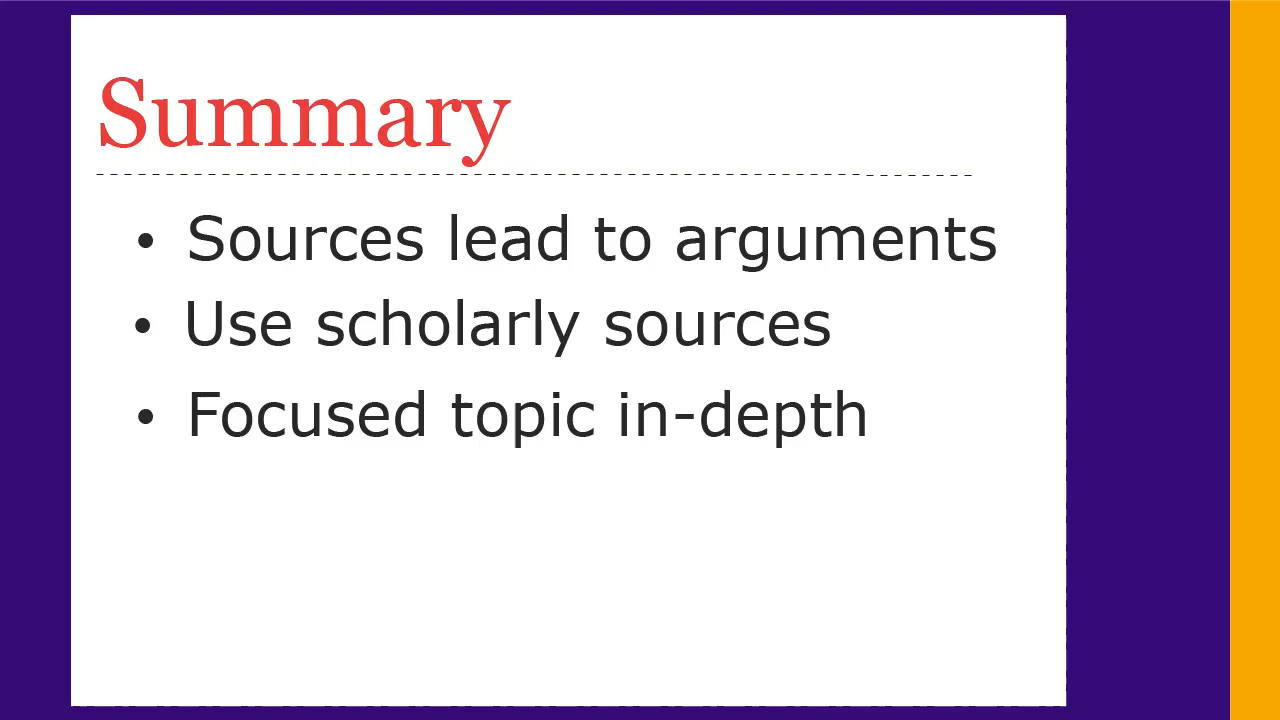 Summary
• Sources lead to arguments
• Use scholarly sources
• Focused topic in-depth